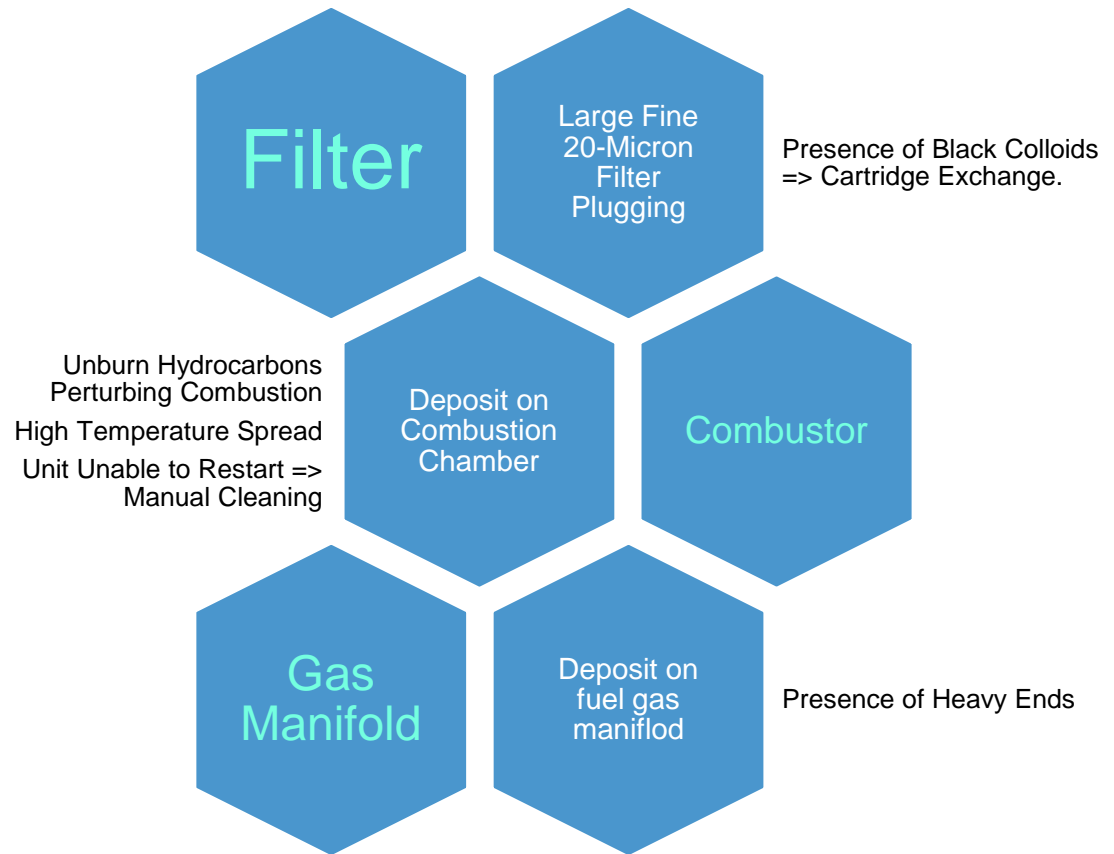 Filter
Large Fine
20-Micron
Filter
Plugging
Presence of Black Colloids
=> Cartridge Exchange.
Unburn Hydrocarbons
Perturbing Combustion
High Temperature Spread
Unit Unable to Restart =>
Manual Cleaning
Deposit on
Combustion
Chamber
Combustor
Gas
Manifold
Deposit on
fuel gas
maniflod
Presence of Heavy Ends